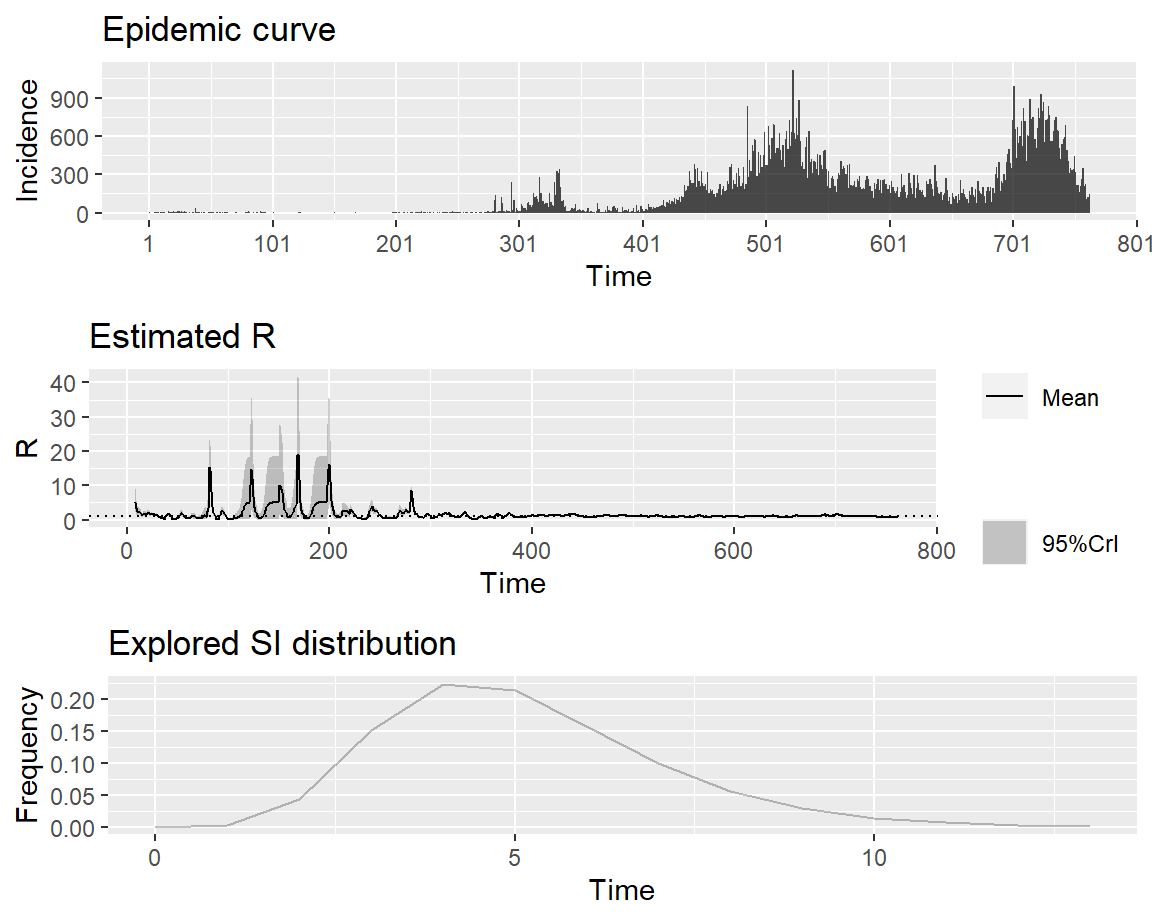 Epidemic curve
Incidence
900
600
300
0
1 101 201 301 401 501 601 701 801
Time
Estimated R
R
40
30
20
10
0
0 200 400 600 800
Time
Mean
95%CrI
Explored SI distribution
Frequency
0.20
0.15
0.10
0.05
0.00
0 5 10
Time